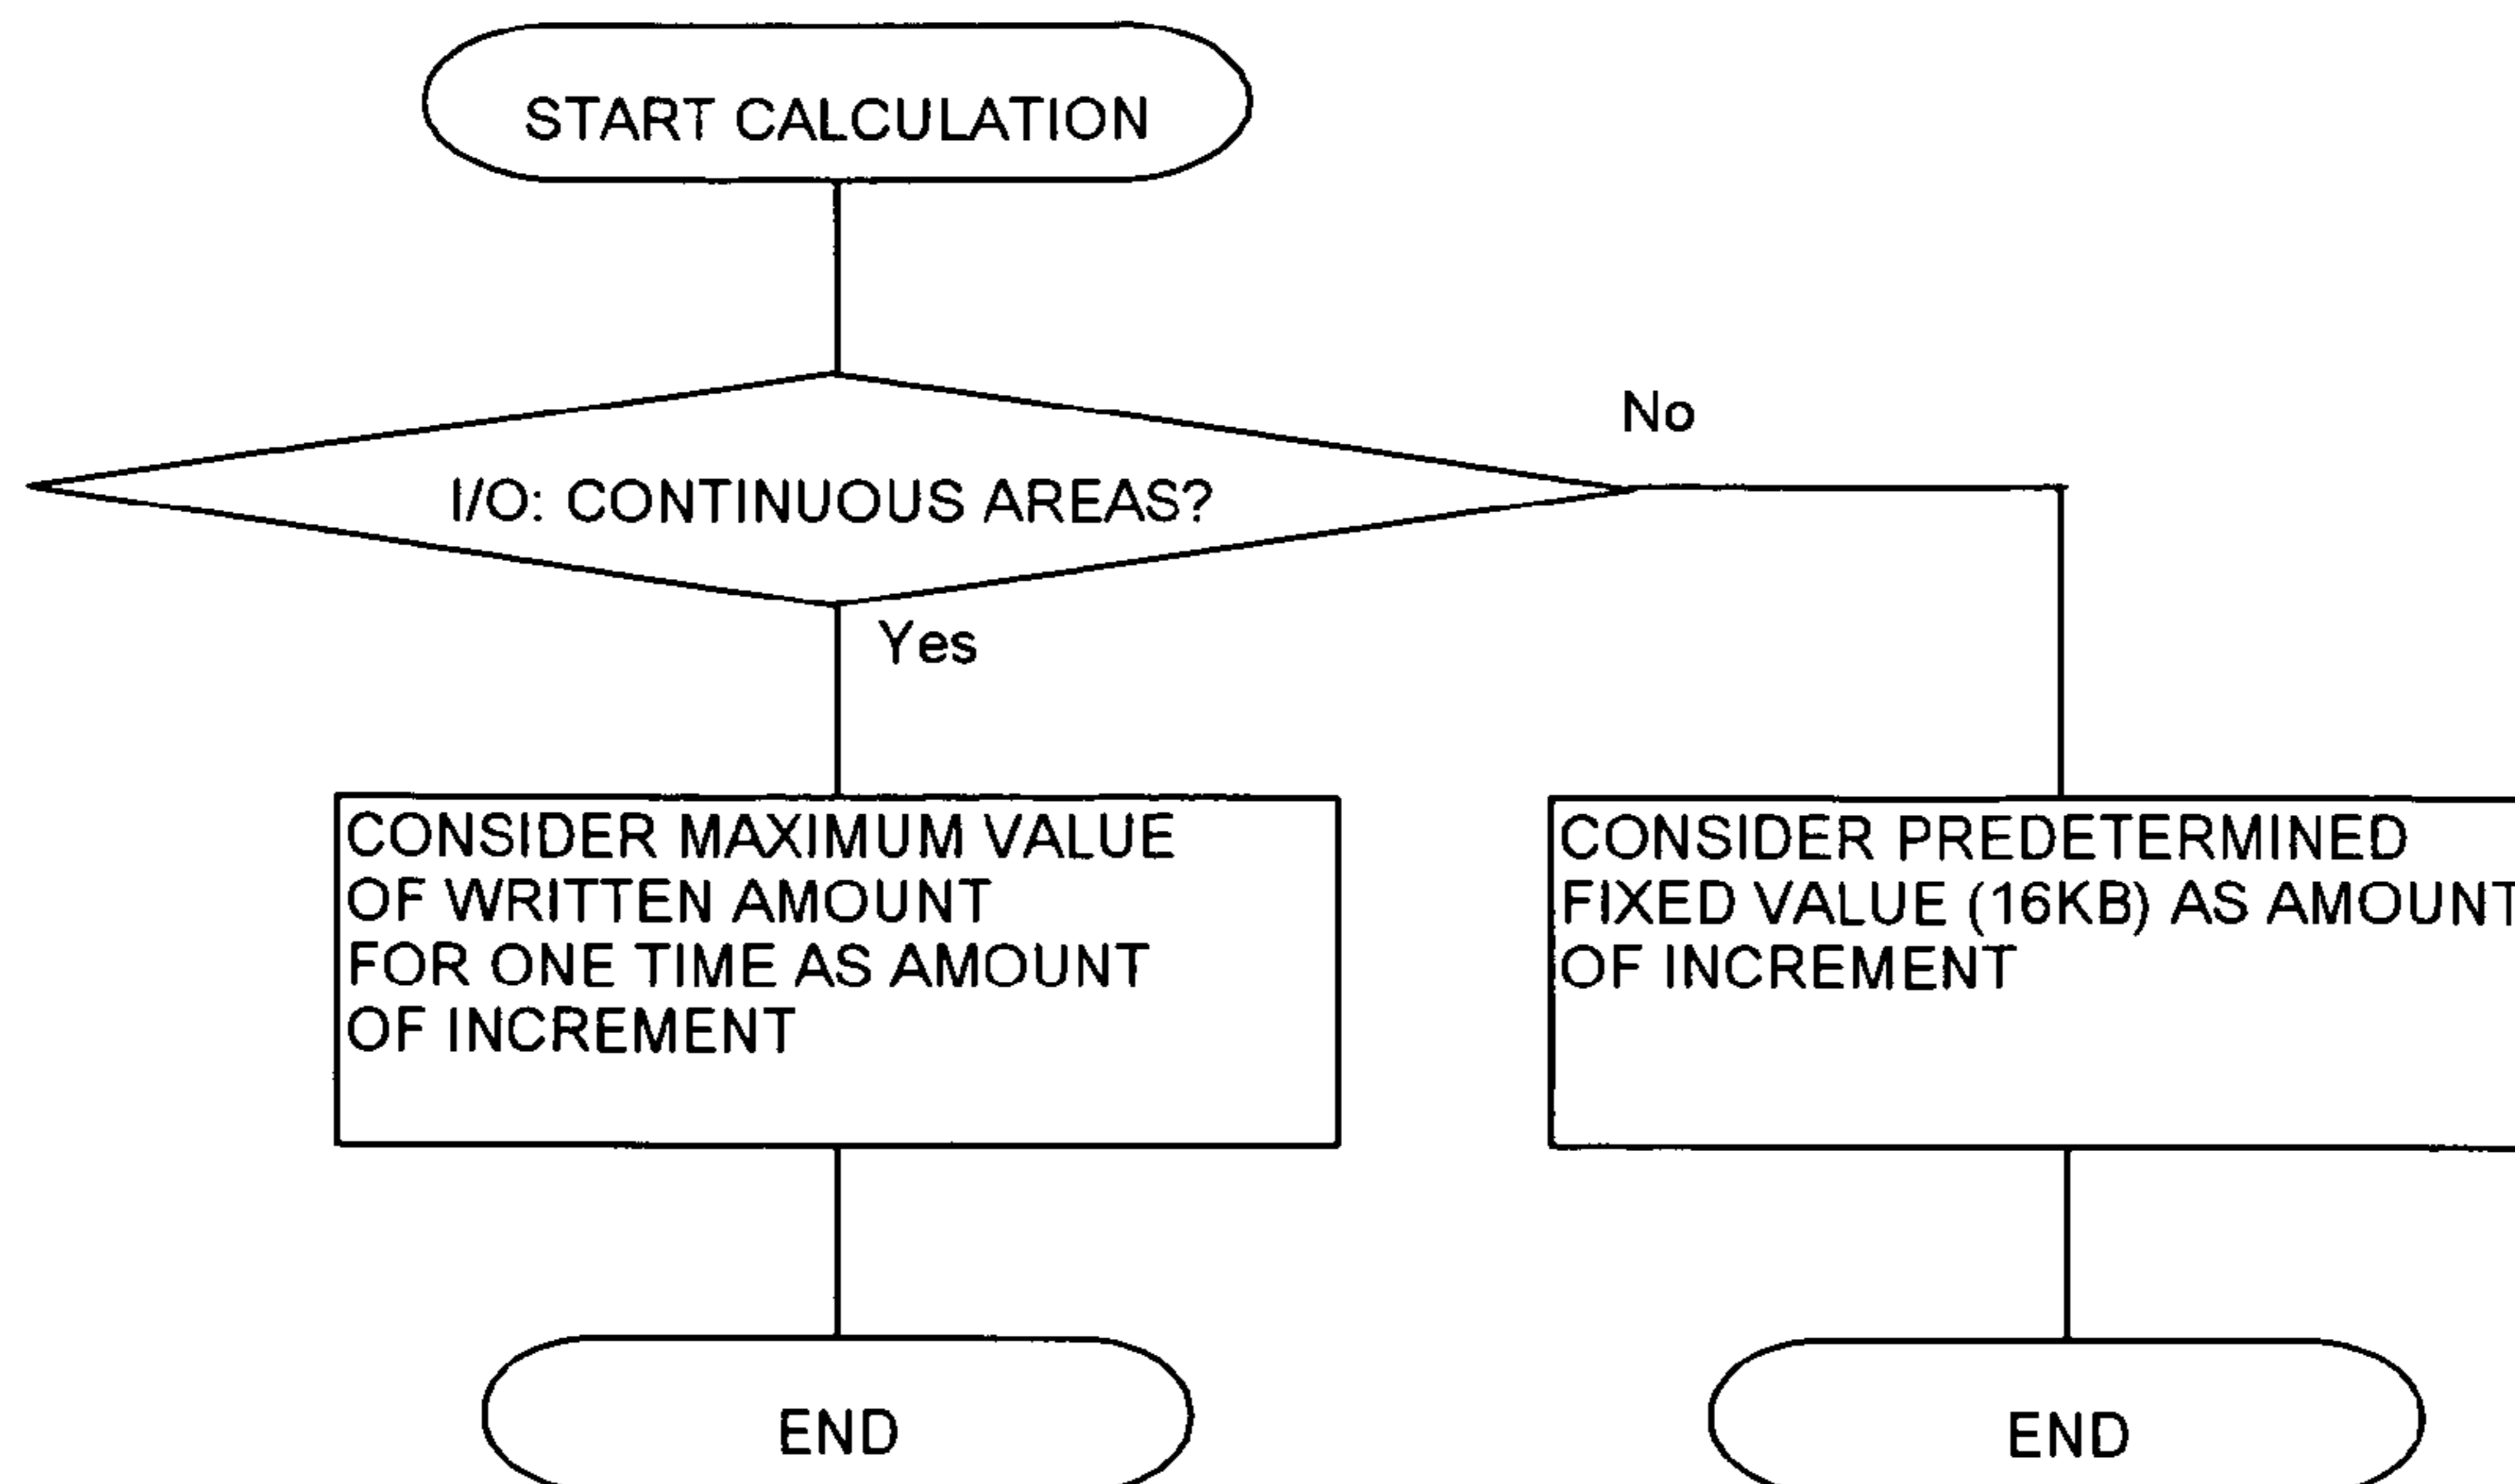 START CALCULATION
No
I/O: CONTINUOUS AREAS?
Yes
CONSIDER MAXIMUM VALUE
OF WRITTEN AMOUNT
FOR ONE TIME AS AMOUNT
OF INCREMENT
CONSIDER PREDETERMINED
FIXED VALUE (16KB) AS AMOUNT
OF INCREMENT
END
END